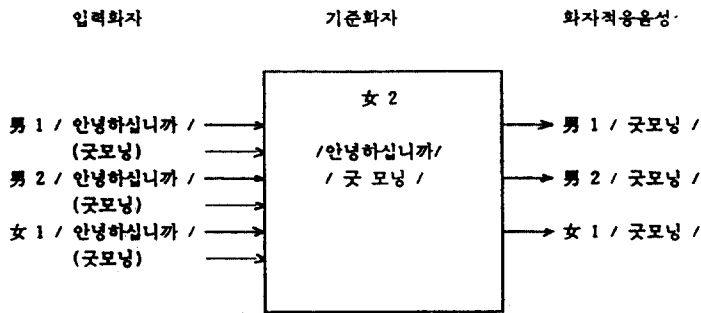 입력화자 기준화자 화자적응음성
女 2
男 1 / 안녕하십니까 / /안녕하십니까/ 男 1 / 굿모닝 /
(굿모닝)
男 2 / 안녕하십니까 / / 굿 모닝 / 男 2 / 굿모닝 /
(굿모닝)
女 1 / 안녕하십니까 / 女 1 / 굿모닝 /
(굿모닝)